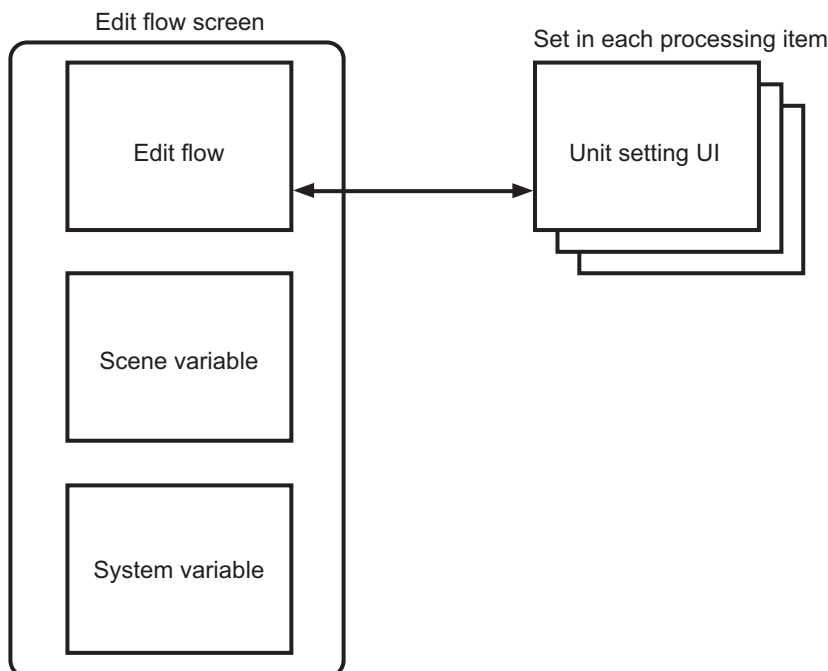 Edit flow screen
Set in each processing item
Edit flow
Unit setting UI
Scene variable
System variable